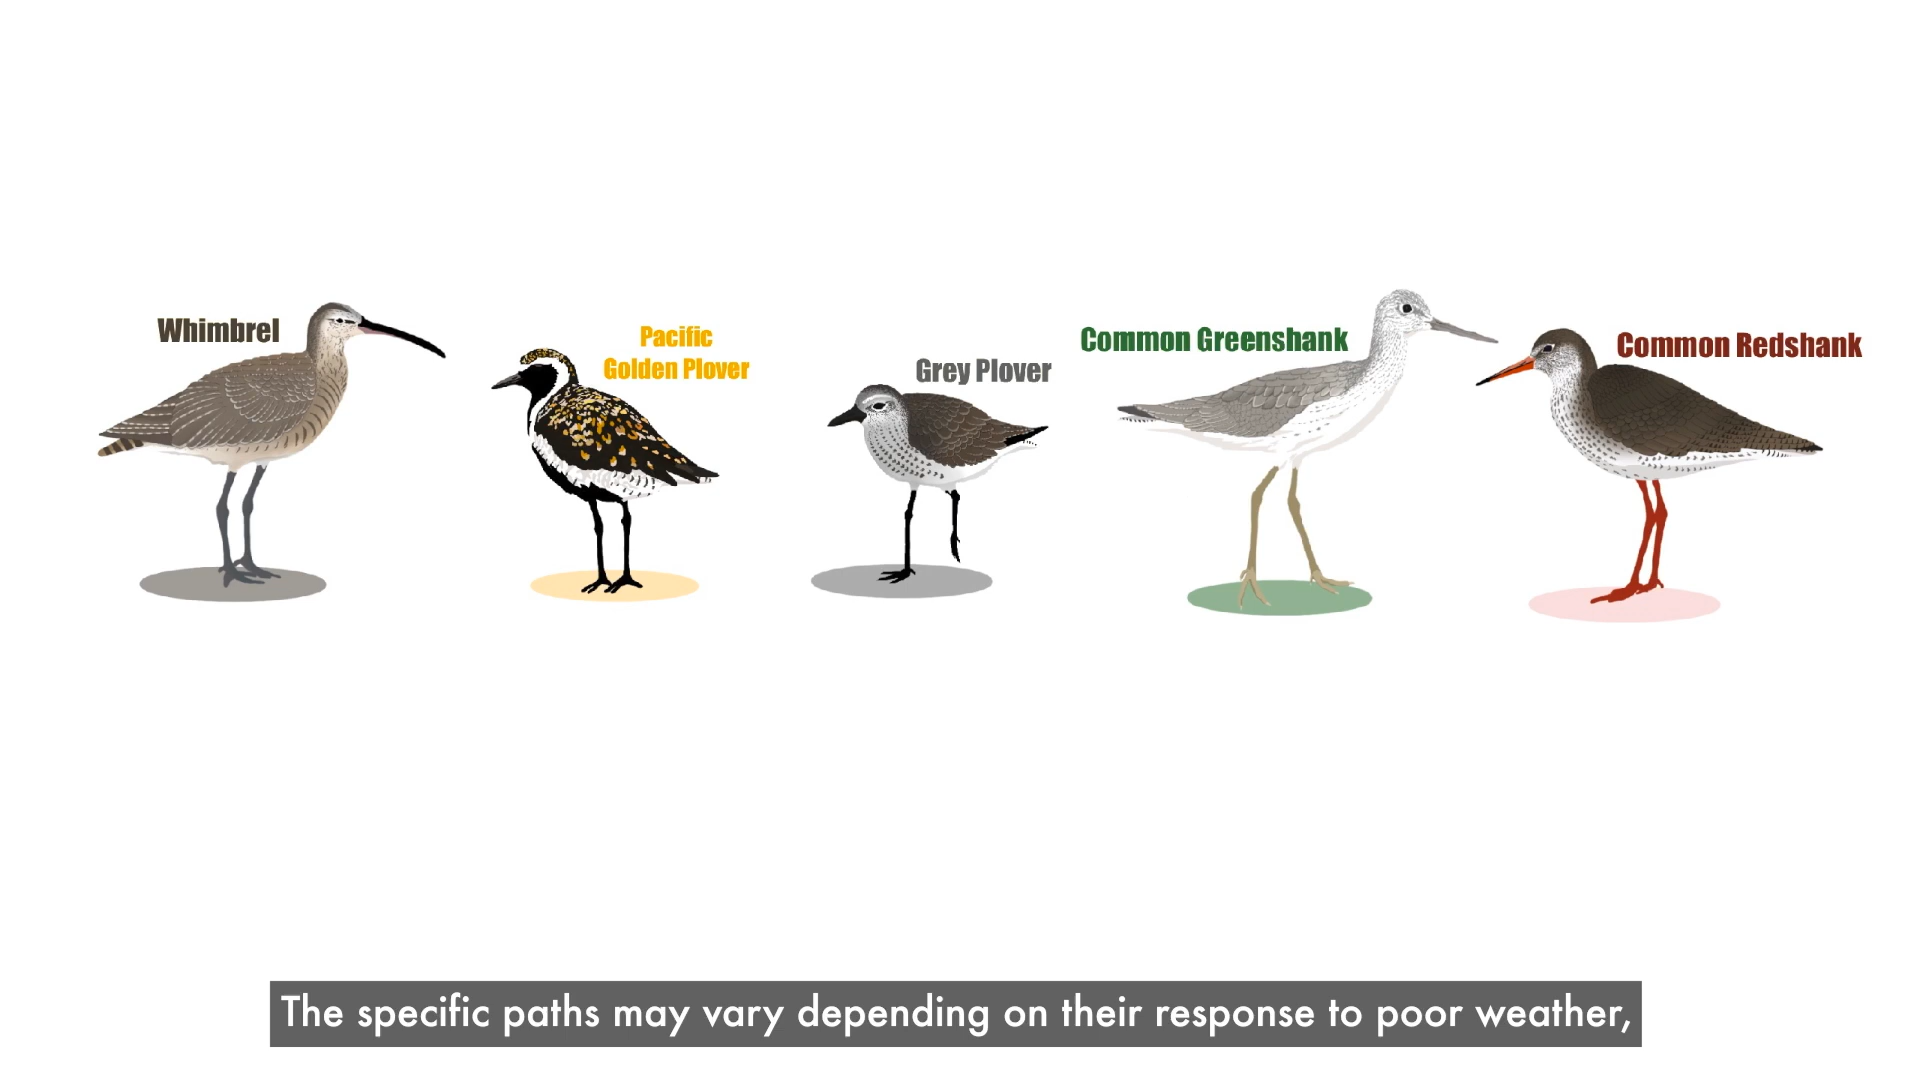 Whimbrel
Pacific
Golden Plover
Grey Plover
Common Greenshank
Common Redshank
The specific paths may vary depending on their response to poor weather,